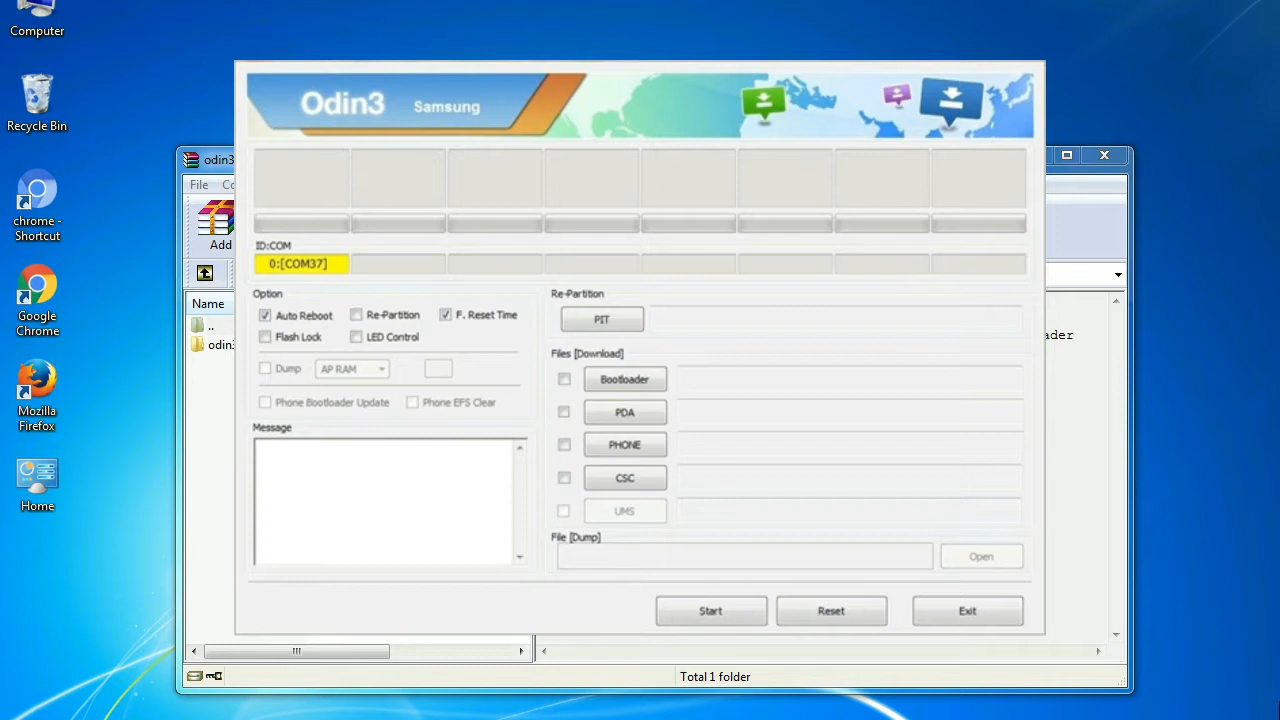 Computer
Recycle Bin
chrome -
Shortcut
Google
Chrome
Mozilla
Firefox
Home
odin3
File
Add
Name
..
odin3
ader
Total 1 folder
Odin3 Samsung
ID:COM
0:[COM37]
Option
Auto Reboot Re-Partition F. Reset Time
Flash Lock LED Control
Dump AP RAM
Phone Bootloader Update Phone EFS Clear
Message
Re-Partition
PIT
Files [Download]
Bootloader
PDA
PHONE
CSC
UMS
File [Dump]
Open
Start Reset Exit